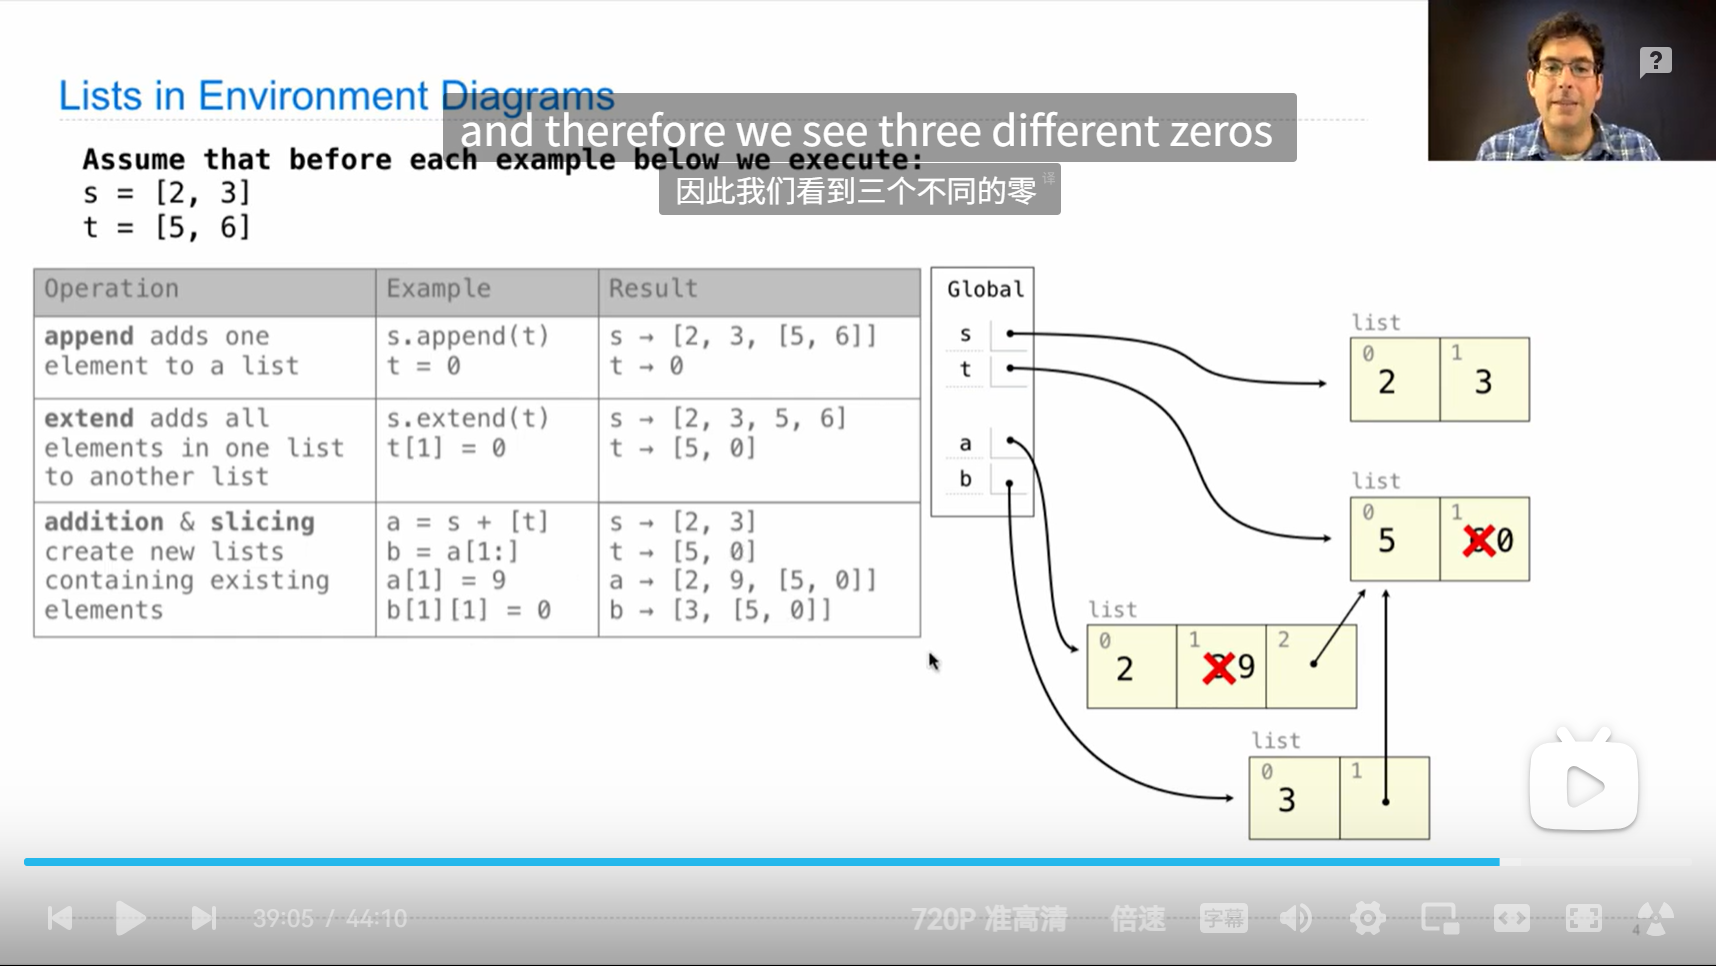 Lists in Environment Diagrams
and therefore we see three different zeros
Assume that before each example below we execute:
因此我们看到三个不同的零 译
s = [2, 3]
t = [5, 6]
Operation Example Result
append adds one element to a list
s.append(t)
t = 0
s → [2, 3, [5, 6]]
t → 0
extend adds all
elements in one list
to another list
s.extend(t)
t[1] = 0
s → [2, 3, 5, 6]
t → [5, 0]
addition & slicing
create new lists
containing existing
elements
a = s + [t]
b = a[1:]
a[1] = 9
b[1][1] = 0
s → [2, 3]
t → [5, 0]
a → [2, 9, [5, 0]]
b → [3, [5, 0]]
Global
s
t
a
b
list
0 1
2 3
list
0 1
5 0
list
0 1 2
2 9
list
0 1
3
?
39:05 / 44:10
720P 准高清
倍速
字幕
4